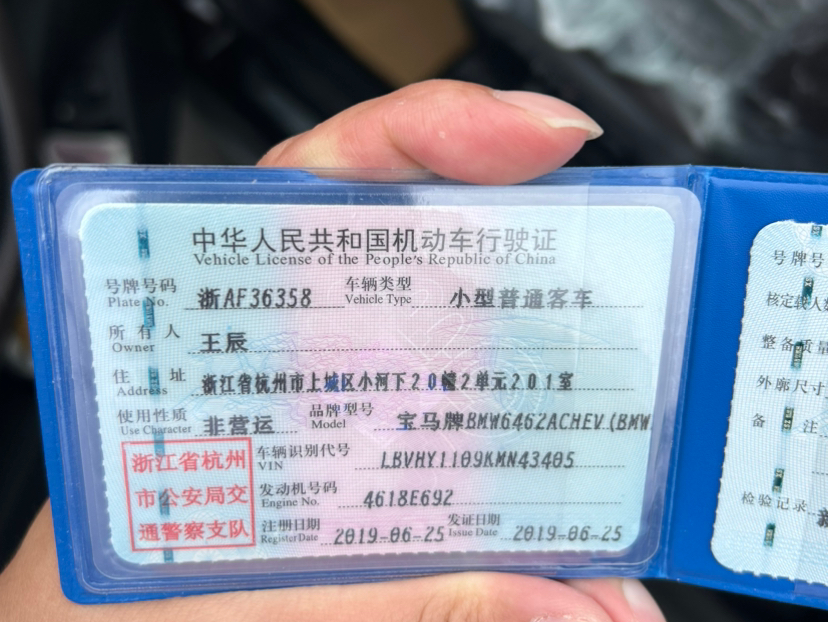 中华人民共和国机动车行驶证
Vehicle License of the People's Republic of China
号牌号码 浙AF36358 车辆类型 小型普通客车
Plate No. Vehicle Type
所有人 王辰
Owner
住址 浙江省杭州市上城区小河下20幢2单元201室
Address
使用性质 非营运 品牌型号 宝马牌BMW6462ACHEV(BMW
Use Character Model
浙江省杭州
市公安局交
通警察支队
车辆识别代号 LBVHY1109KMN43405
VIN
发动机号码 4618E692
Engine No.
注册日期 2019-06-25 发证日期 2019-06-25
Register Date Issue Date
号牌号
核定载人数
整备质量
外廓尺寸
备注
检验记录